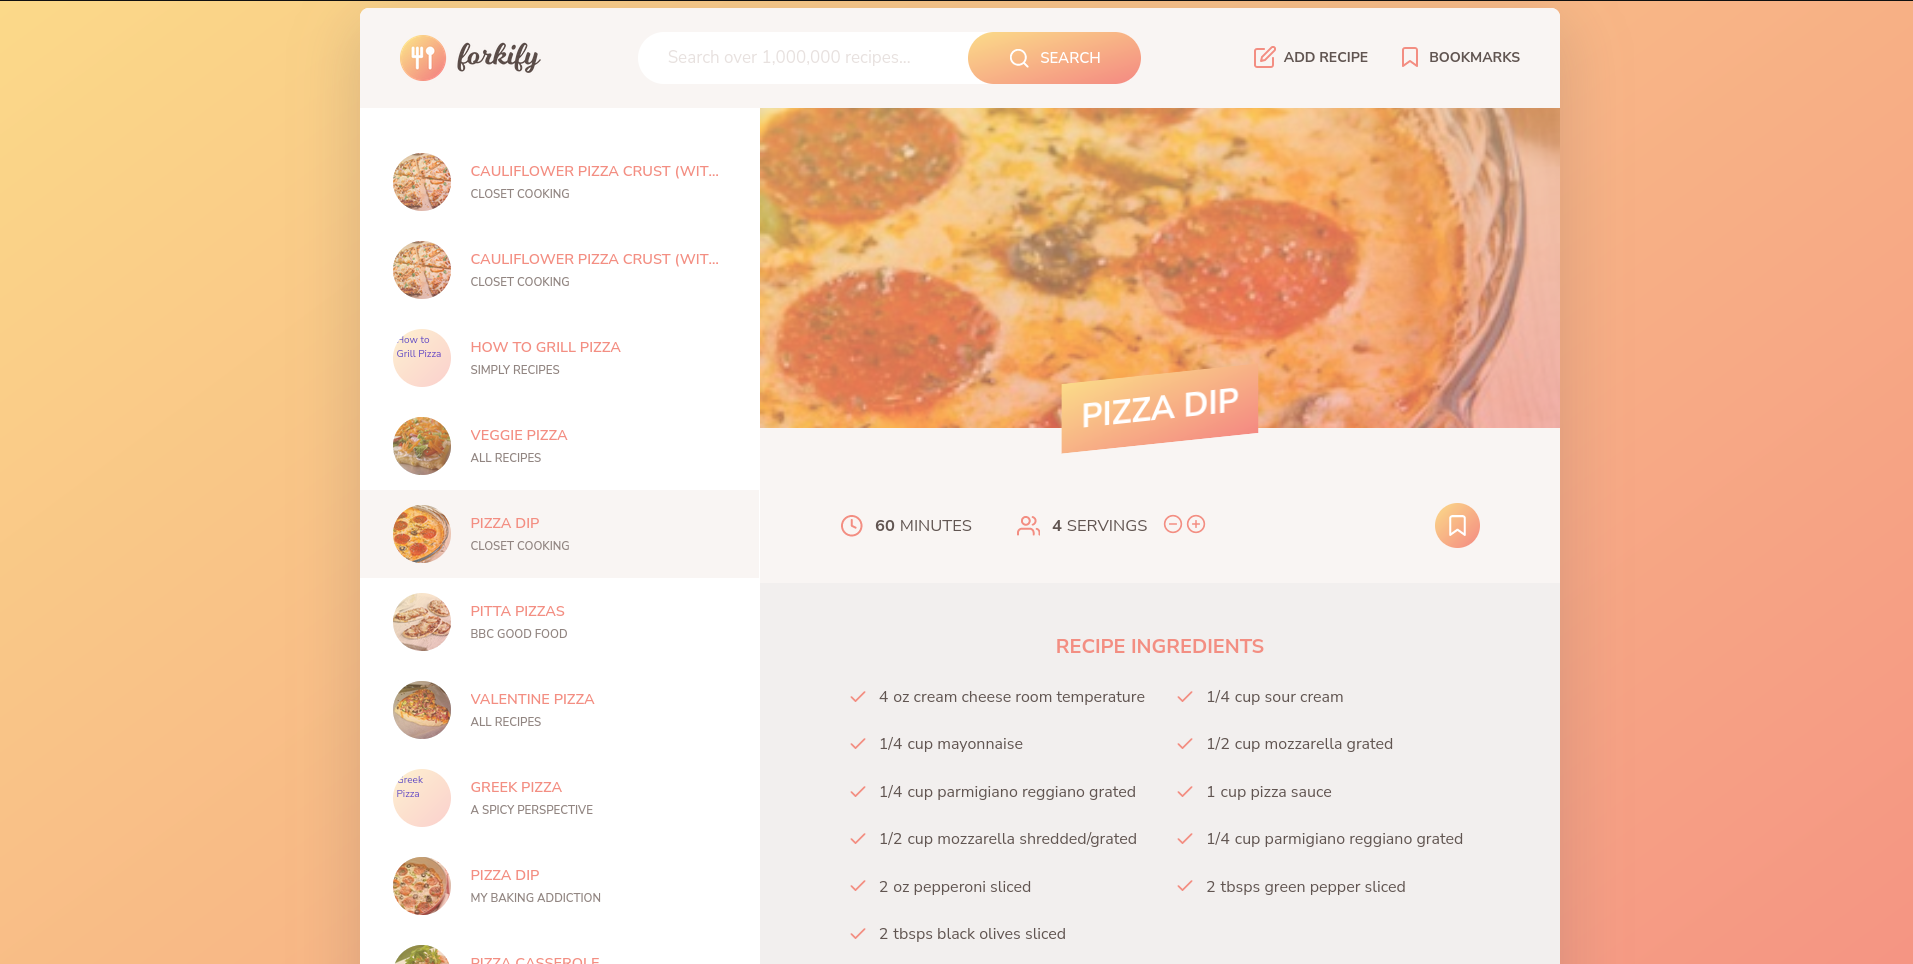 forkify
Search over 1,000,000 recipes...
SEARCH
ADD RECIPE
BOOKMARKS
CAULIFLOWER PIZZA CRUST (WIT...
CLOSET COOKING
CAULIFLOWER PIZZA CRUST (WIT...
CLOSET COOKING
How to
Grill Pizza
HOW TO GRILL PIZZA
SIMPLY RECIPES
VEGGIE PIZZA
ALL RECIPES
PIZZA DIP
CLOSET COOKING
PITTA PIZZAS
BBC GOOD FOOD
VALENTINE PIZZA
ALL RECIPES
Greek
Pizza
GREEK PIZZA
A SPICY PERSPECTIVE
PIZZA DIP
MY BAKING ADDICTION
PIZZA CASSEROLE
PIZZA DIP
60 MINUTES
4 SERVINGS
RECIPE INGREDIENTS
4 oz cream cheese room temperature
1/4 cup sour cream
1/4 cup mayonnaise
1/2 cup mozzarella grated
1/4 cup parmigiano reggiano grated
1 cup pizza sauce
1/2 cup mozzarella shredded/grated
1/4 cup parmigiano reggiano grated
2 oz pepperoni sliced
2 tbsps green pepper sliced
2 tbsps black olives sliced